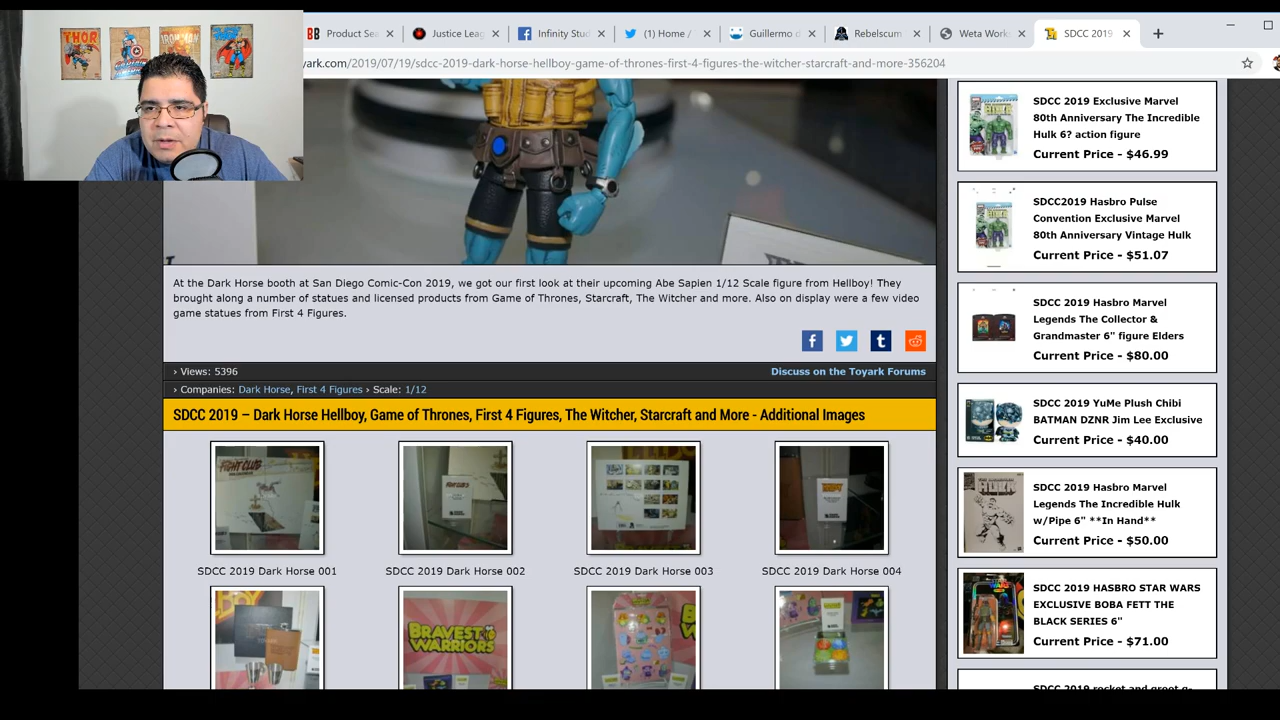 THOR
IRON MAN
Product Sea
Justice Leag
Infinity Stud
(1) Home /
Guillermo d
Rebelscum
Weta Work
SDCC 2019
yark.com/2019/07/19/sdcc-2019-dark-horse-hellboy-game-of-thrones-first-4-figures-the-witcher-starcraft-and-more-356204
At the Dark Horse booth at San Diego Comic-Con 2019, we got our first look at their upcoming Abe Sapien 1/12 Scale figure from Hellboy! They
brought along a number of statues and licensed products from Game of Thrones, Starcraft, The Witcher and more. Also on display were a few video
game statues from First 4 Figures.
› Views: 5396
Discuss on the Toyark Forums
› Companies: Dark Horse, First 4 Figures › Scale: 1/12
SDCC 2019 – Dark Horse Hellboy, Game of Thrones, First 4 Figures, The Witcher, Starcraft and More - Additional Images
FIGHT CLUB
SDCC 2019 Dark Horse 001
SDCC 2019 Dark Horse 002
SDCC 2019 Dark Horse 003
SDCC 2019 Dark Horse 004
BRAVEST
WARRIORS
SDCC 2019 Exclusive Marvel
80th Anniversary The Incredible
Hulk 6? action figure
Current Price - $46.99
SDCC2019 Hasbro Pulse
Convention Exclusive Marvel
80th Anniversary Vintage Hulk
Current Price - $51.07
SDCC 2019 Hasbro Marvel
Legends The Collector &
Grandmaster 6" figure Elders
Current Price - $80.00
SDCC 2019 YuMe Plush Chibi
BATMAN DZNR Jim Lee Exclusive
Current Price - $40.00
SDCC 2019 Hasbro Marvel
Legends The Incredible Hulk
w/Pipe 6" **In Hand**
Current Price - $50.00
SDCC 2019 HASBRO STAR WARS
EXCLUSIVE BOBA FETT THE
BLACK SERIES 6"
Current Price - $71.00
SDCC 2019 rocket and groot g-